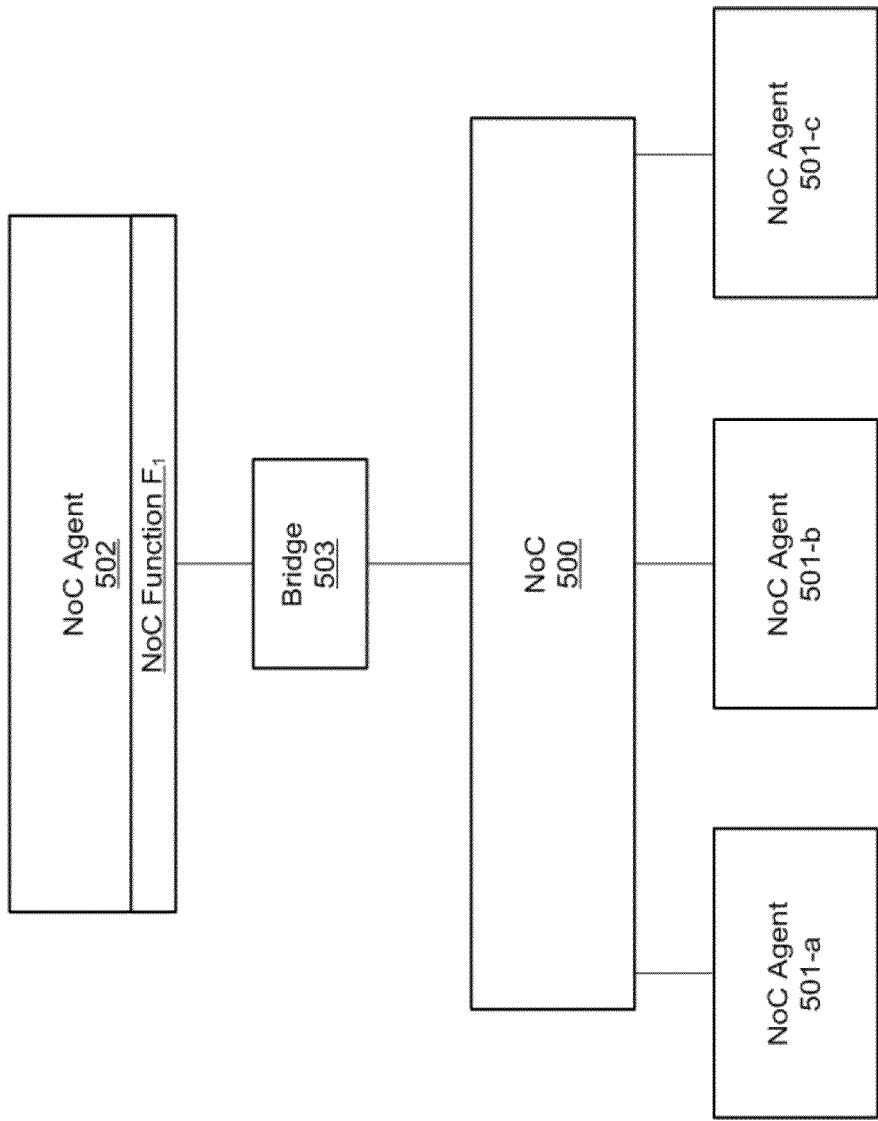 NoC Agent
502
NoC Function F₁
Bridge
503
NoC
500
NoC Agent
501-a
NoC Agent
501-b
NoC Agent
501-c